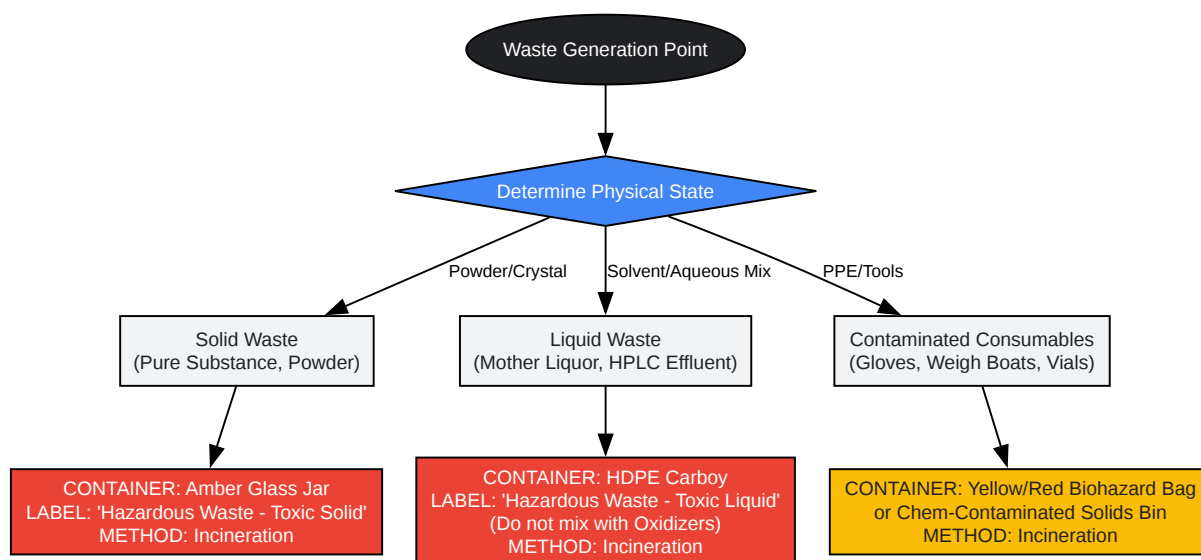 Waste Generation Point
Determine Physical State
Powder/Crystal
Solvent/Aqueous Mix
PPE/Tools
Solid Waste
(Pure Substance, Powder)
Liquid Waste
(Mother Liquor, HPLC Effluent)
Contaminated Consumables
(Gloves, Weigh Boats, Vials)
CONTAINER: Amber Glass Jar
LABEL: 'Hazardous Waste - Toxic Solid'
METHOD: Incineration
CONTAINER: HDPE Carboy
LABEL: 'Hazardous Waste - Toxic Liquid'
(Do not mix with Oxidizers)
METHOD: Incineration
CONTAINER: Yellow/Red Biohazard Bag
or Chem-Contaminated Solids Bin
METHOD: Incineration